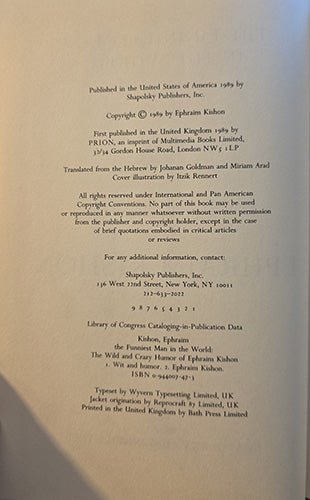 Published in the United States of America 1989 by
Shapolsky Publishers, Inc.
Copyright © 1989 by Ephraim Kishon
First published in the United Kingdom 1989 by
PRION, an imprint of Multimedia Books Limited,
32/34 Gordon House Road, London NW5 1LP
Translated from the Hebrew by Johanan Goldman and Miriam Arad
Cover illustration by Itzik Rennert
All rights reserved under International and Pan American
Copyright Conventions. No part of this book may be used
or reproduced in any manner whatsoever without written permission
from the publisher and copyright holder, except in the case
of brief quotations embodied in critical articles
or reviews
For any additional information, contact:
Shapolsky Publishers, Inc.
136 West 22nd Street, New York, NY 10011
212-633-2022
9 8 7 6 5 4 3 2 1
Library of Congress Cataloging-in-Publication Data
Kishon, Ephraim
the Funniest Man in the World:
The Wild and Crazy Humor of Ephraim Kishon
1. Wit and humor. 2. Ephraim Kishon.
ISBN 0-944007-47-3
Typeset by Wyvern Typesetting Limited, UK
Jacket origination by Reprocraft 87 Limited, UK
Printed in the United Kingdom by Bath Press Limited